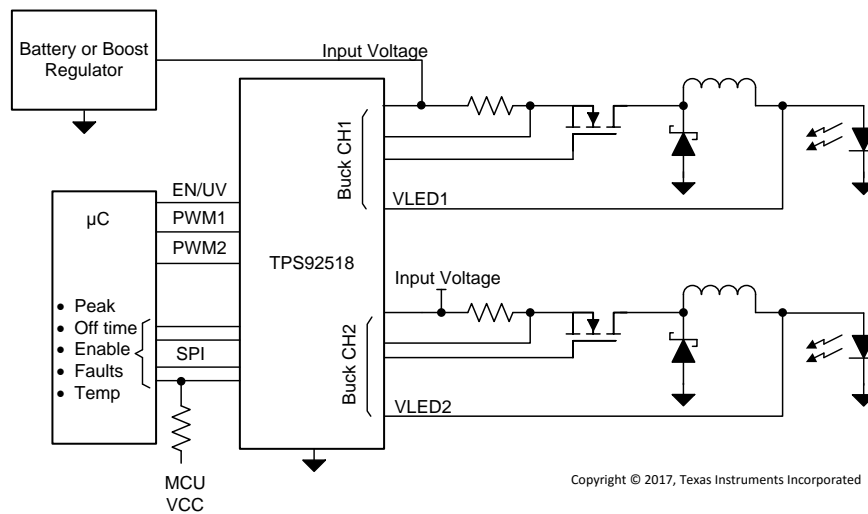 Battery or Boost
Regulator
Input Voltage
Buck CH1
VLED1
µC
EN/UV
PWM1
PWM2
TPS92518
Input Voltage
• Peak
• Off time
• Enable
• Faults
• Temp
SPI
Buck CH2
VLED2
MCU
VCC
Copyright © 2017, Texas Instruments Incorporated